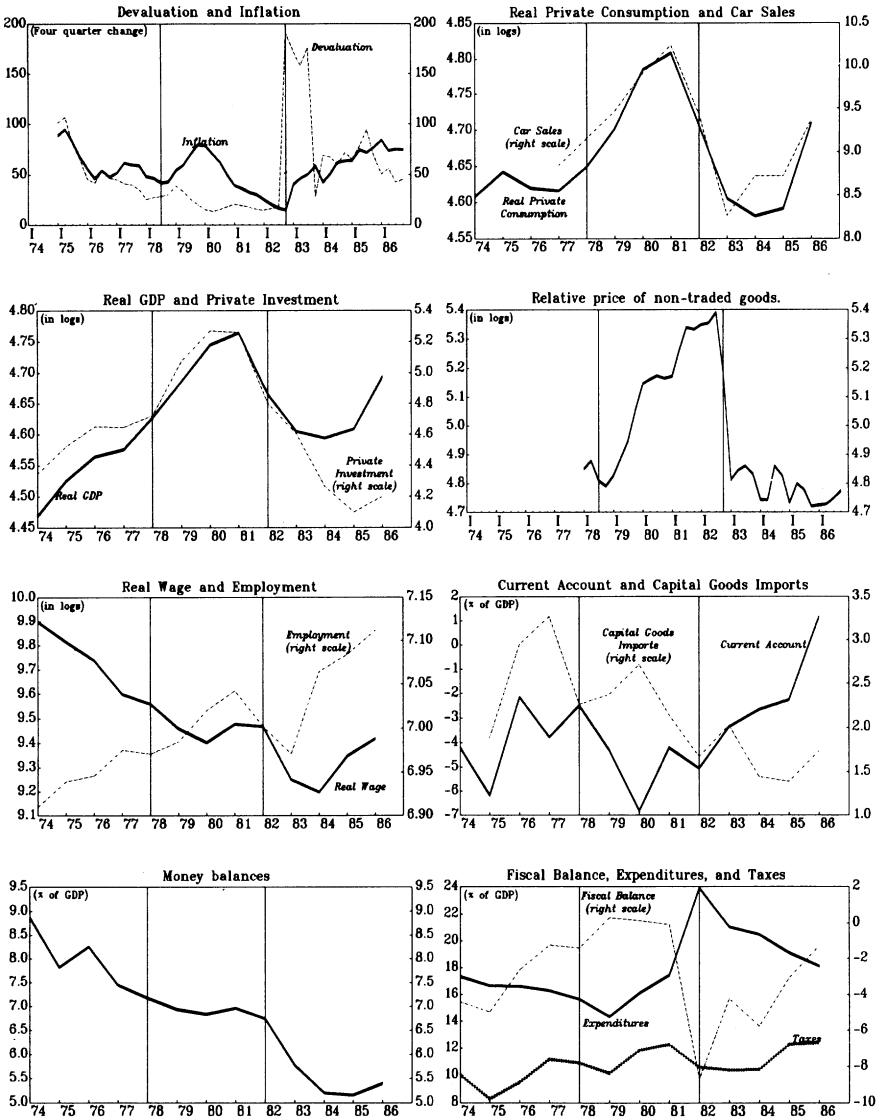 Devaluation and Inflation
(Four quarter change)
200
150
100
50
0
200
150
100
50
0
Devaluation
Inflation
I I I I I I I I I I I I I
74 75 76 77 78 79 80 81 82 83 84 85 86
Real Private Consumption and Car Sales
(in logs)
4.85
4.80
4.70
4.65
4.60
4.55
10.5
10.0
9.5
9.0
8.5
8.0
Car Sales
(right scale)
Real Private
Consumption
74 75 76 77 78 79 80 81 82 83 84 85 86
Real GDP and Private Investment
(in logs)
4.80
4.75
4.70
4.65
4.60
4.55
4.50
4.45
5.4
5.2
5.0
4.8
4.6
4.4
4.2
4.0
Real GDP
Private
Investment
(right scale)
74 75 76 77 78 79 80 81 82 83 84 85 86
Relative price of non-traded goods.
(in logs)
5.4
5.2
5.1
5.0
4.9
4.8
4.7
5.4
5.2
5.1
5.0
4.9
4.8
4.7
I I I I I I I I I I I I I
74 75 76 77 78 79 80 81 82 83 84 85 86
Real Wage and Employment
(in logs)
10.0
9.9
9.8
9.7
9.6
9.5
9.4
9.3
9.2
9.1
7.15
7.10
7.05
7.00
6.95
6.90
Employment
(right scale)
Real Wage
74 75 76 77 78 79 80 81 82 83 84 85 86
Current Account and Capital Goods Imports
(% of GDP)
2
1
0
-1
-2
-3
-4
-5
-6
-7
3.5
3.0
2.5
2.0
1.5
1.0
Capital Goods
Imports
(right scale)
Current Account
74 75 76 77 78 79 80 81 82 83 84 85 86
Money balances
(% of GDP)
9.5
9.0
8.5
8.0
7.5
7.0
6.5
6.0
5.5
5.0
9.5
9.0
8.5
8.0
7.5
7.0
6.5
6.0
5.5
5.0
74 75 76 77 78 79 80 81 82 83 84 85 86
Fiscal Balance, Expenditures, and Taxes
(% of GDP)
24
22
20
18
16
14
12
10
8
2
0
-2
-4
-6
-8
-10
Fiscal Balance
(right scale)
Expenditures
Taxes
74 75 76 77 78 79 80 81 82 83 84 85 86